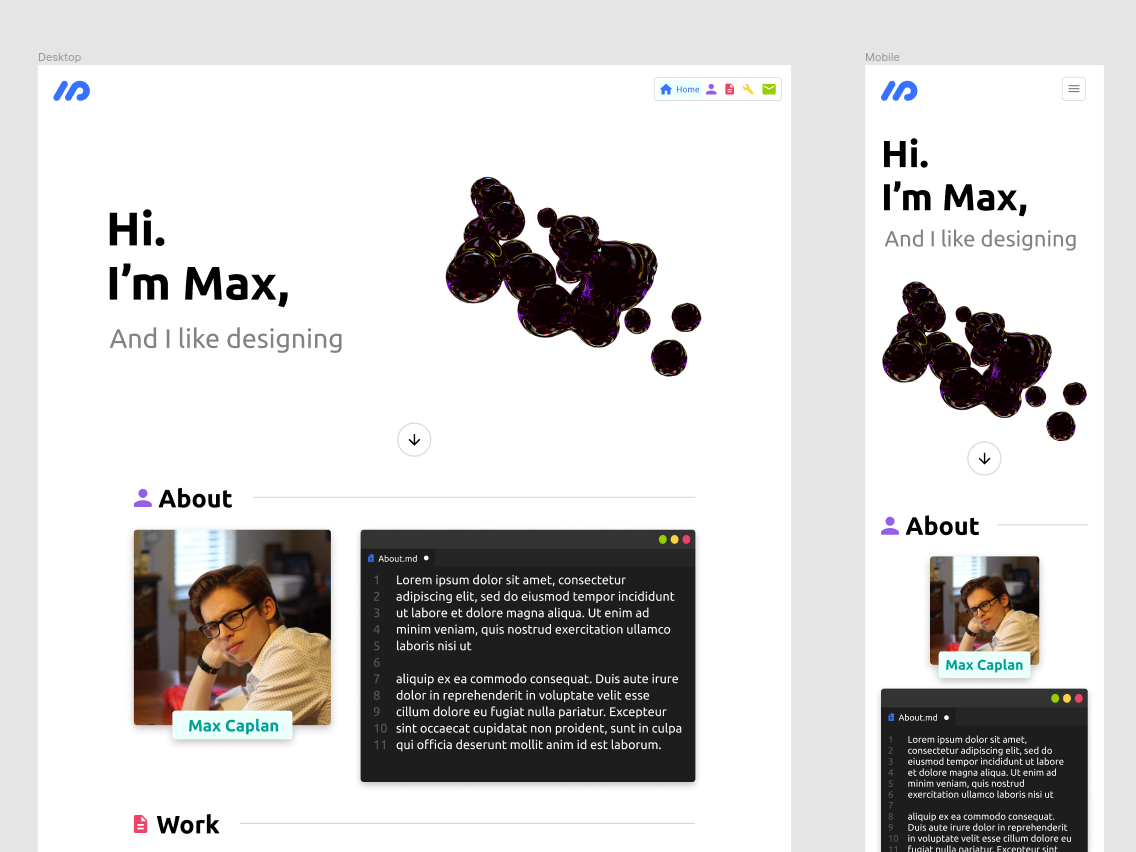 Desktop
Home
Hi.
I’m Max,
And I like designing
About
Max Caplan
About.md
1 Lorem ipsum dolor sit amet, consectetur
2 adipiscing elit, sed do eiusmod tempor incididunt
3 ut labore et dolore magna aliqua. Ut enim ad
4 minim veniam, quis nostrud exercitation ullamco
5 laboris nisi ut
6
7 aliquip ex ea commodo consequat. Duis aute irure
8 dolor in reprehenderit in voluptate velit esse
9 cillum dolore eu fugiat nulla pariatur. Excepteur
10 sint occaecat cupidatat non proident, sunt in culpa
11 qui officia deserunt mollit anim id est laborum.
Work
Mobile
Hi.
I’m Max,
And I like designing
About
Max Caplan
About.md
1 Lorem ipsum dolor sit amet,
2 consectetur adipiscing elit, sed do
3 eiusmod tempor incididunt ut labore
4 et dolore magna aliqua. Ut enim ad
5 minim veniam, quis nostrud
6 exercitation ullamco laboris nisi ut
7
8 aliquip ex ea commodo consequat.
9 Duis aute irure dolor in reprehenderit
10 in voluptate velit esse cillum dolore eu
11 fugiat nulla pariatur. Excepteur sint